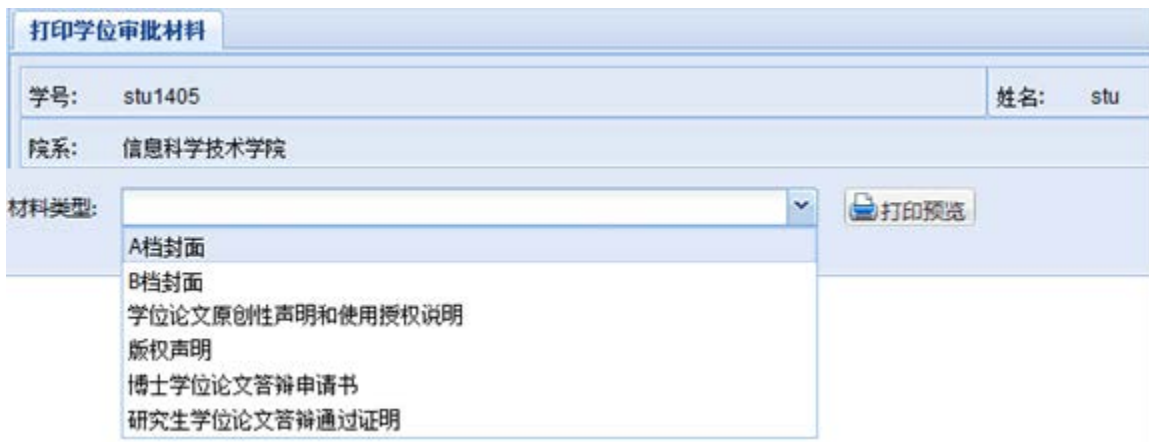 打印学位审批材料
学号: stu1405 姓名: stu
院系: 信息科学技术学院
材料类型: 打印预览
A档封面
B档封面
学位论文原创性声明和使用授权说明
版权声明
博士学位论文答辩申请书
研究生学位论文答辩通过证明